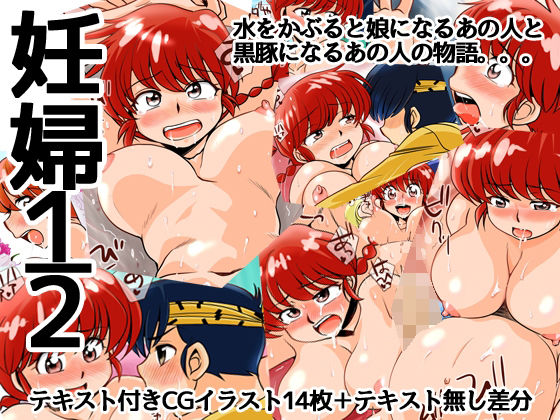 水をかぶると娘になるあの人と
黒豚になるあの人の物語。。。
妊婦1_2
テキスト付きCGイラスト14枚＋テキスト無し差分